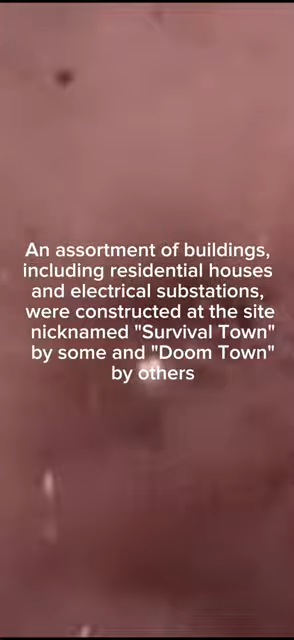 An assortment of buildings,
including residential houses
and electrical substations,
were constructed at the site
nicknamed "Survival Town"
by some and "Doom Town"
by others